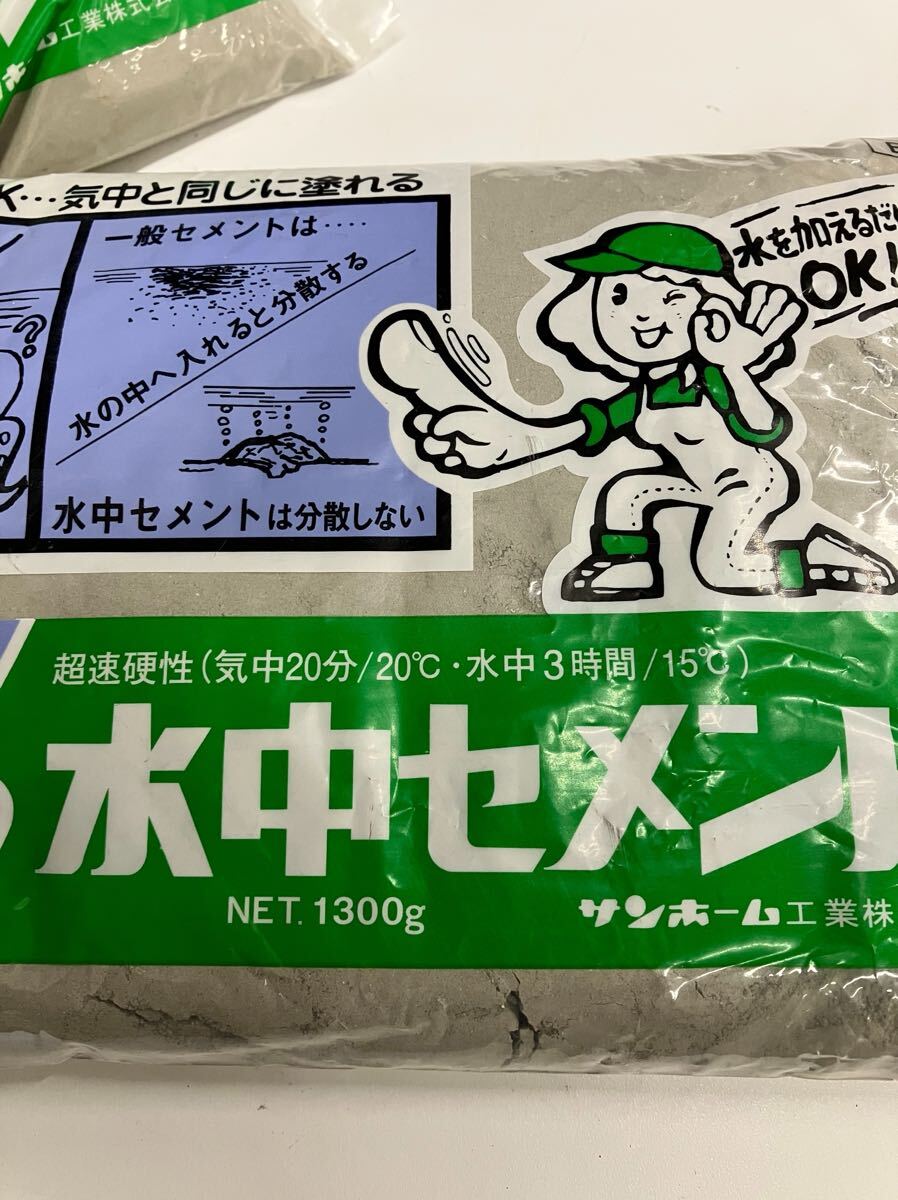 ーム工業株式会
K…気中と同じに塗れる
一般セメントは‥‥
水の中へ入れると分散する
水中セメントは分散しない
?
水を加えるだけ
OK!
超速硬性(気中20分/20℃・水中3時間/15℃)
水中セメント
NET. 1300g
サンホーム工業株